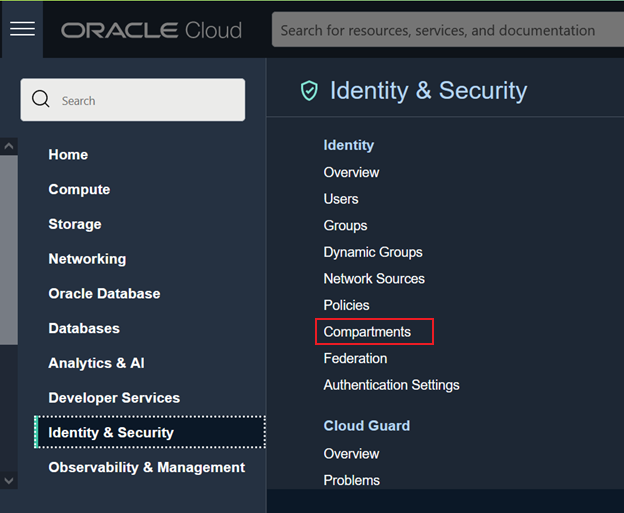 ORACLE Cloud
Search for resources, services, and documentation
Search
Home
Compute
Storage
Networking
Oracle Database
Databases
Analytics & AI
Developer Services
Identity & Security
Observability & Management
Identity & Security
Identity
Overview
Users
Groups
Dynamic Groups
Network Sources
Policies
Compartments
Federation
Authentication Settings
Cloud Guard
Overview
Problems